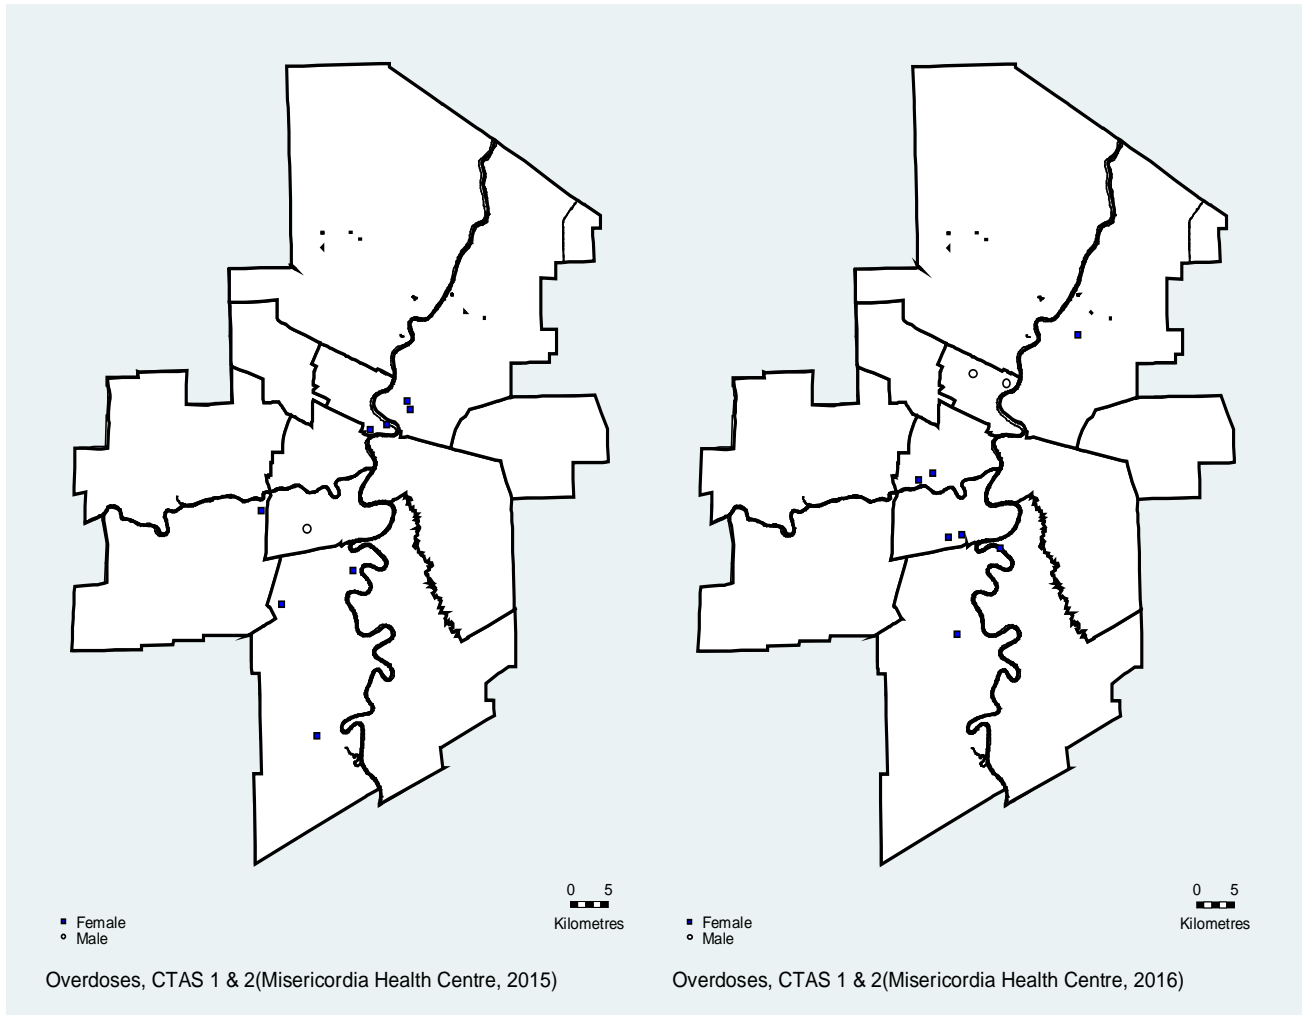 0 5
Kilometres
Female
Male
Overdoses, CTAS 1 & 2(Misericordia Health Centre, 2015)
0 5
Kilometres
Female
Male
Overdoses, CTAS 1 & 2(Misericordia Health Centre, 2016)